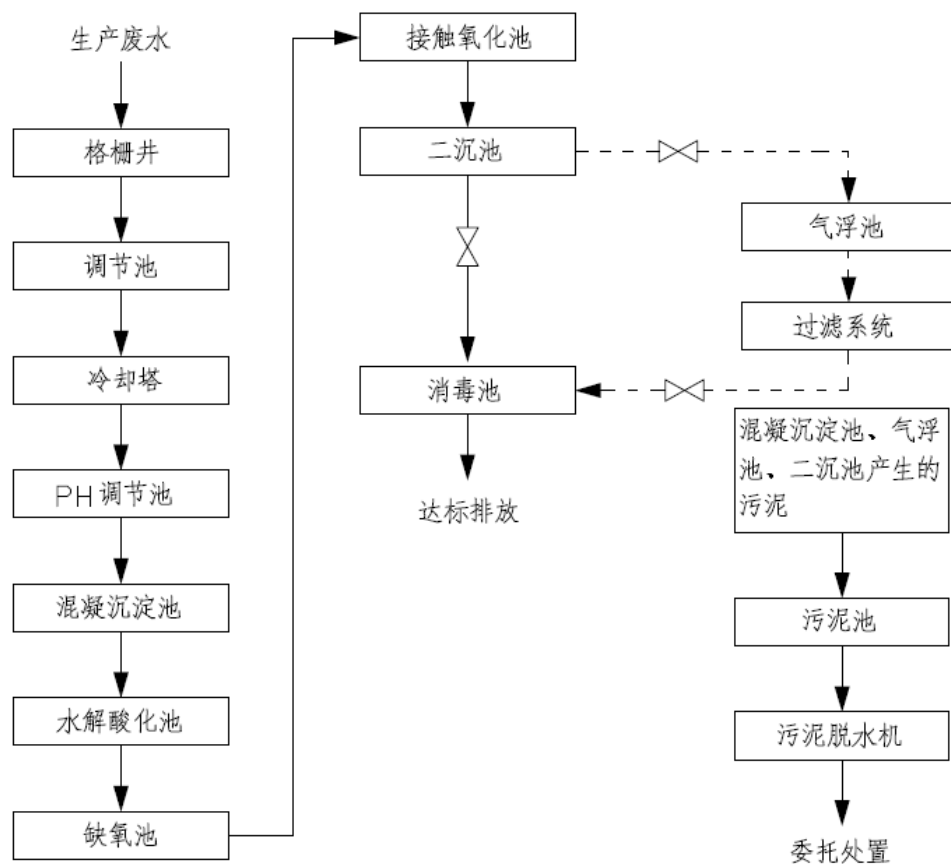 生产废水
格栅井
调节池
冷却塔
PH调节池
混凝沉淀池
水解酸化池
缺氧池
接触氧化池
二沉池
消毒池
达标排放
气浮池
过滤系统
混凝沉淀池、气浮
池、二沉池产生的
污泥
污泥池
污泥脱水机
委托处置